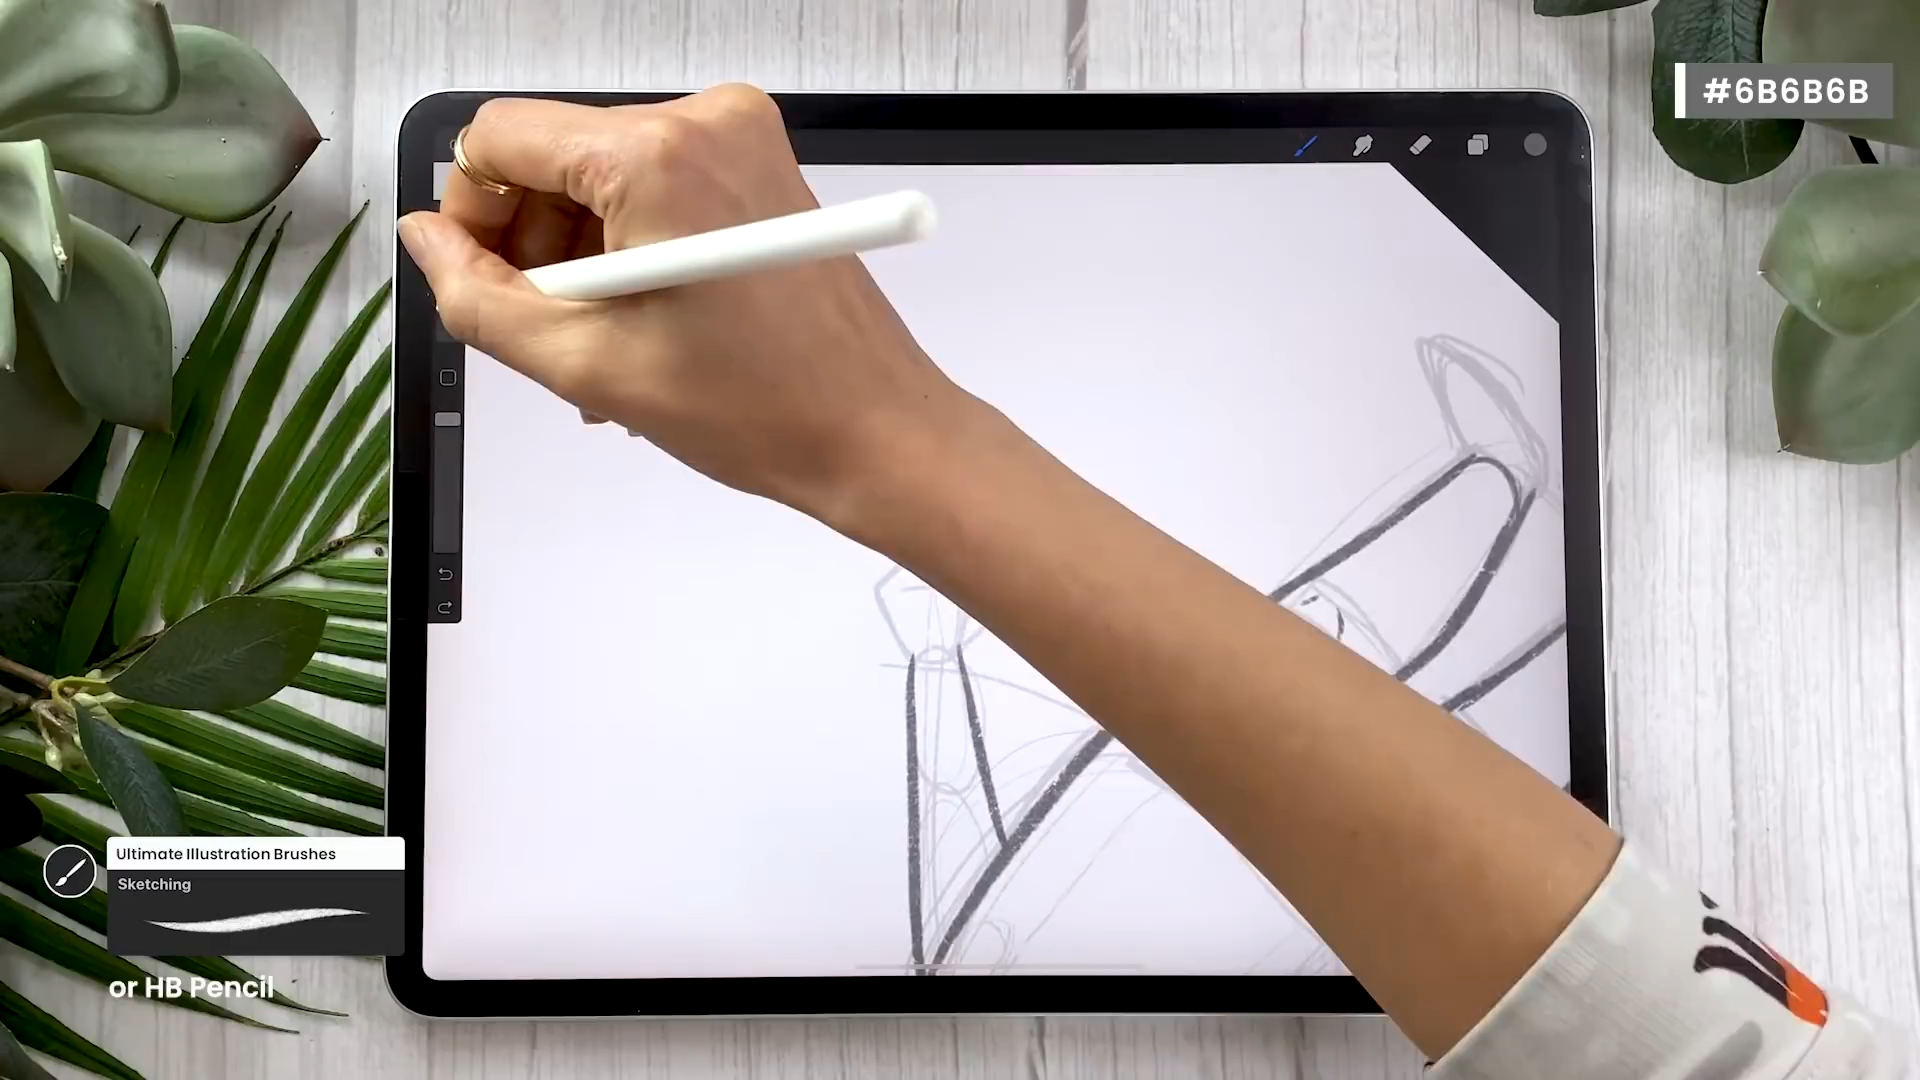 #6B6B6B
Ultimate Illustration Brushes
Sketching
or HB Pencil